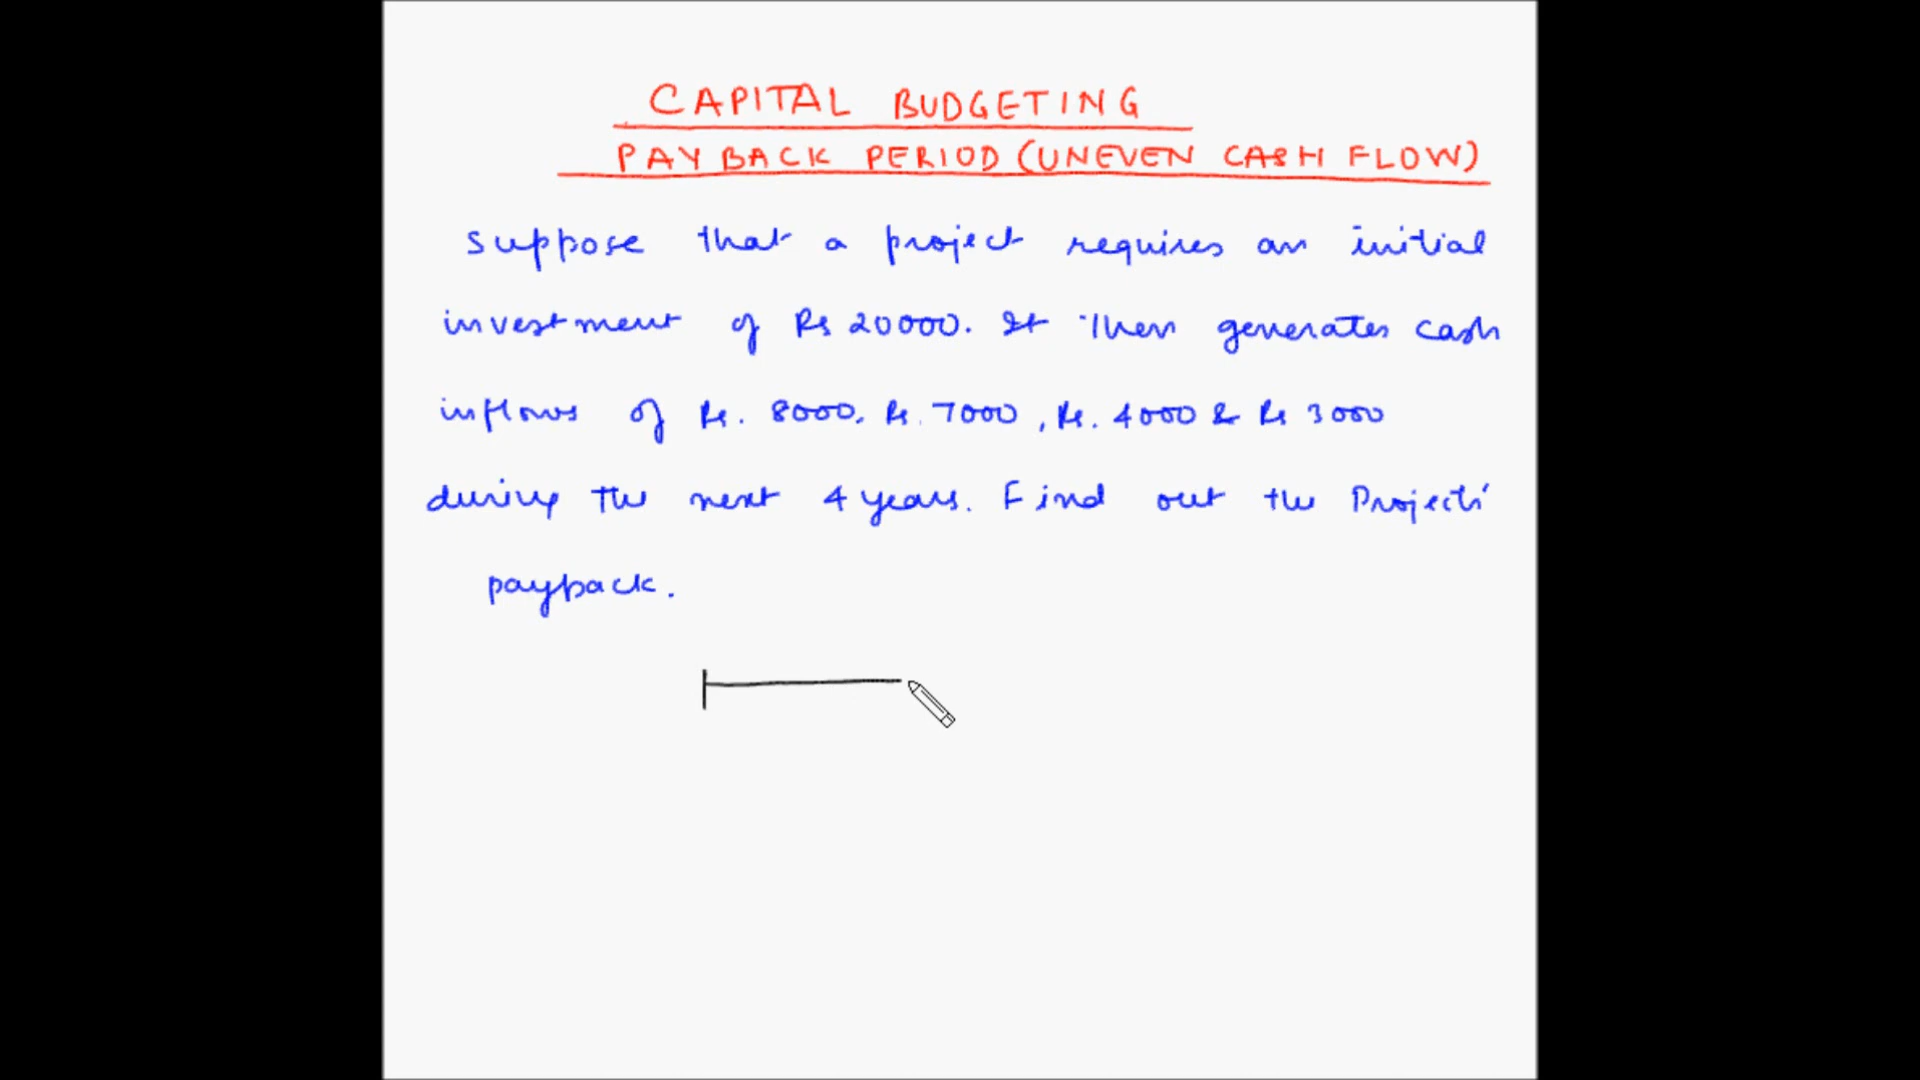 CAPITAL BUDGETING
PAY BACK PERIOD (UNEVEN CASH FLOW)
Suppose that a project requires an initial
investment of Rs 20000. It then generates cash
inflows of Rs. 8000, Rs. 7000, Rs. 4000 & Rs 3000
during the next 4 years. Find out the Projects'
payback.